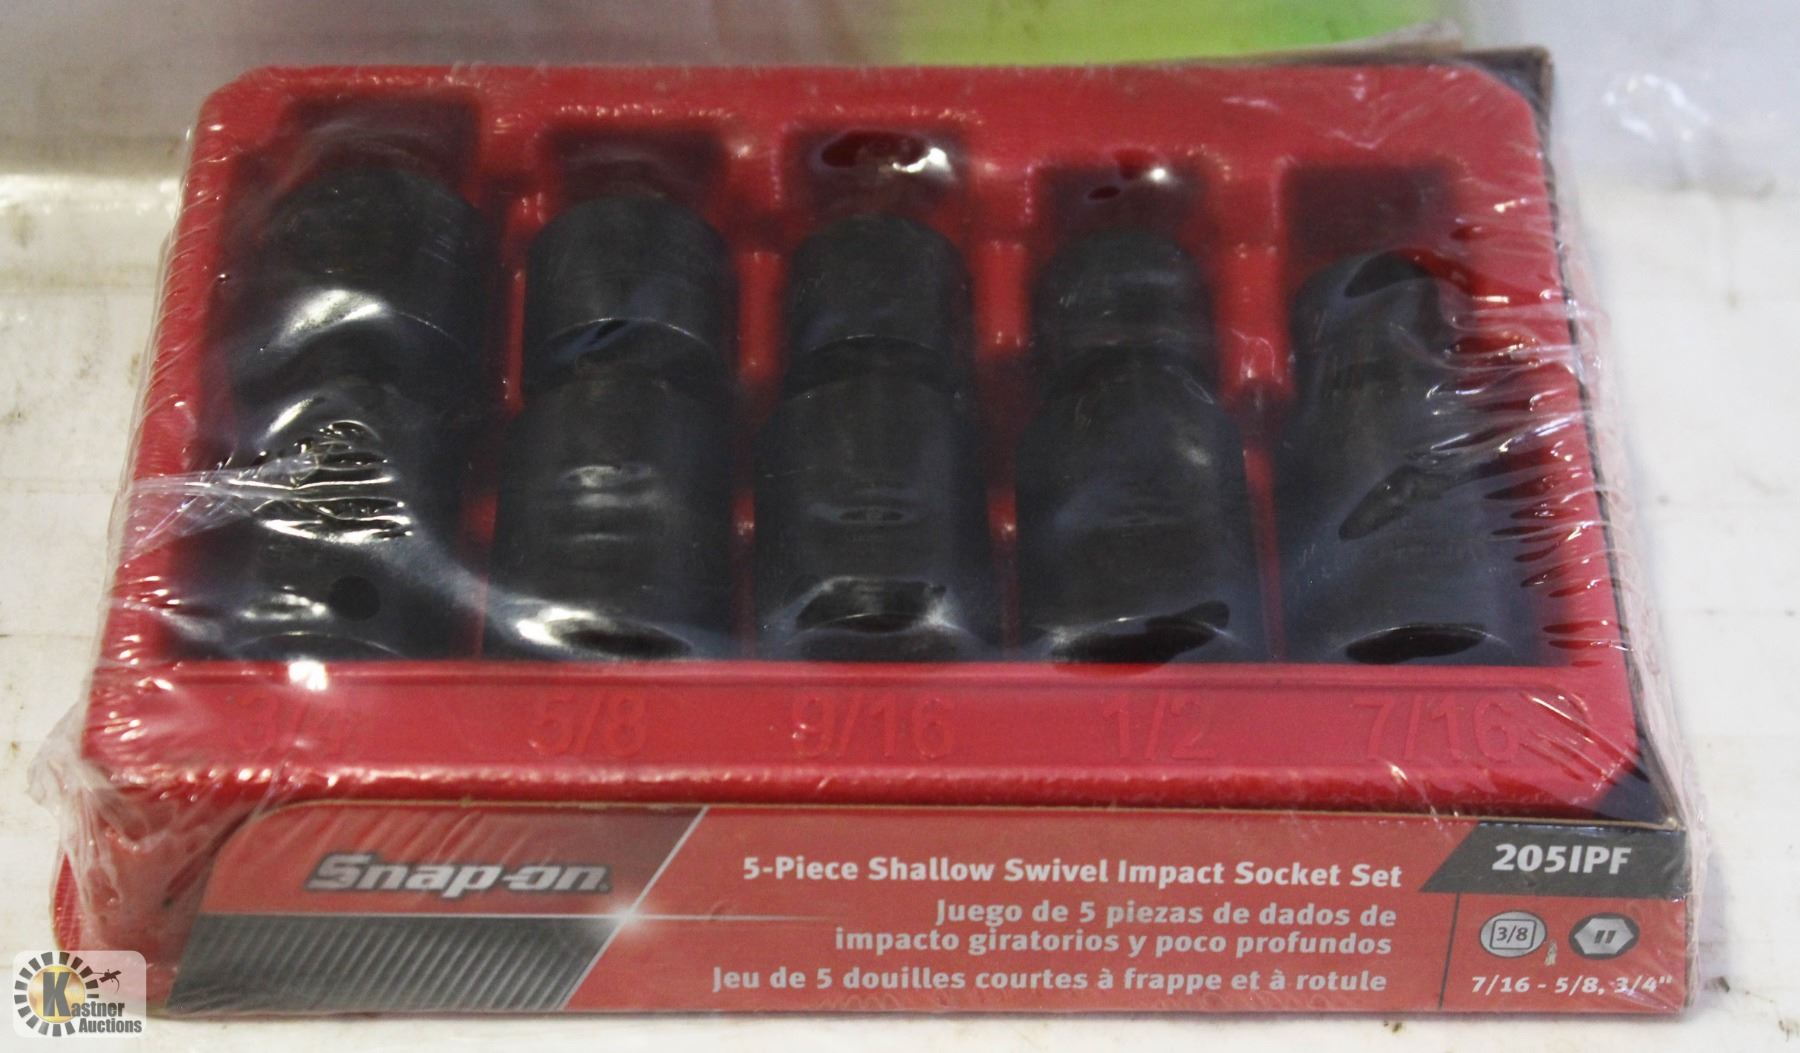 3/4 5/8 9/16 1/2 7/16
Snap-on
5-Piece Shallow Swivel Impact Socket Set
Juego de 5 piezas de dados de
impacto giratorios y poco profundos
Jeu de 5 douilles courtes à frappe et à rotule
205IPF
3/8 "
7/16 - 5/8, 3/4"
Kastner
Auctions